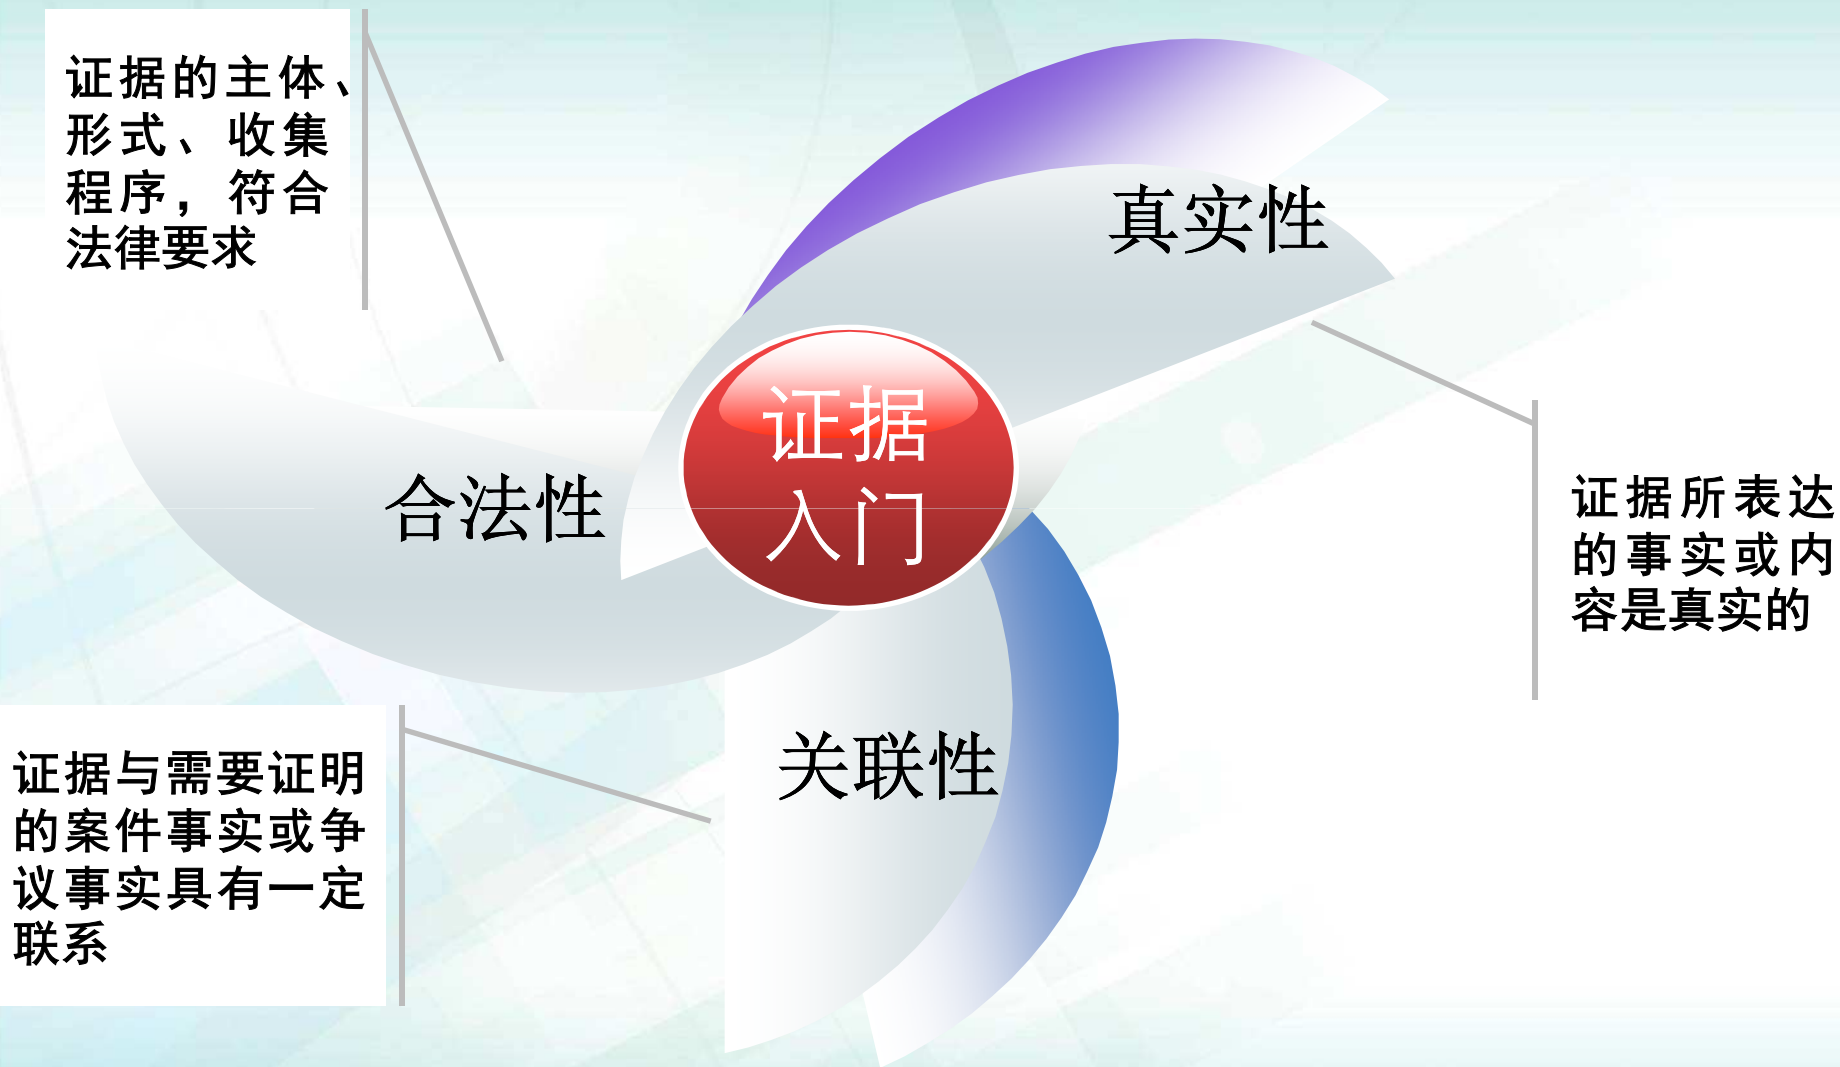 证据的主体、
形式、收集
程序，符合
法律要求
真实性
证据
入门
合法性
证据所表达
的事实或内
容是真实的
关联性
证据与需要证明
的案件事实或争
议事实具有一定
联系